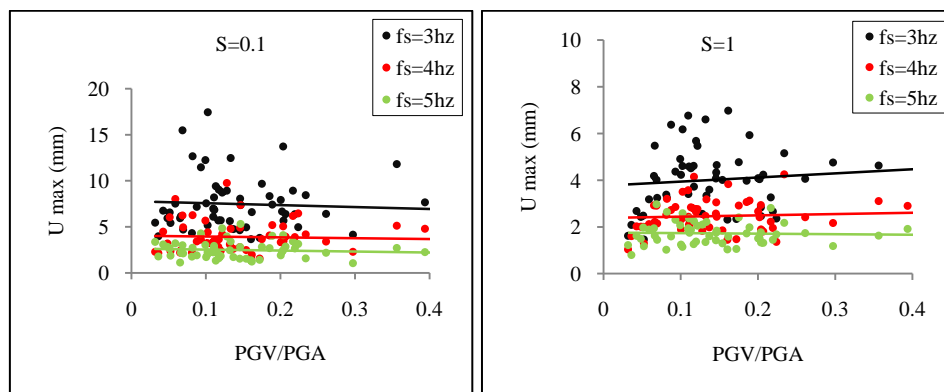 S=0.1
fs=3hz
fs=4hz
fs=5hz
U max (mm)
20
15
10
5
0
0
0.1
0.2
0.3
0.4
PGV/PGA
S=1
fs=3hz
fs=4hz
fs=5hz
U max (mm)
10
8
6
4
2
0
0
0.1
0.2
0.3
0.4
PGV/PGA